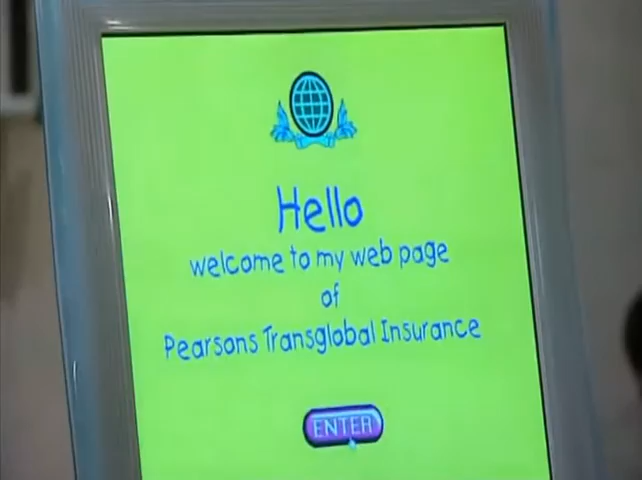 Hello
welcome to my web page
of
Pearsons Transglobal Insurance
ENTER